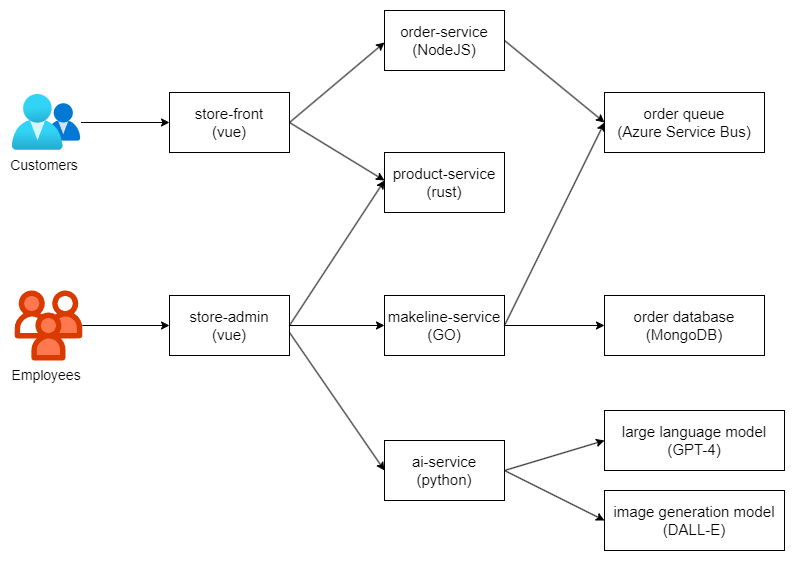 order-service
(NodeJS)
store-front
(vue)
order queue
(Azure Service Bus)
Customers
product-service
(rust)
store-admin
(vue)
makeline-service
(GO)
order database
(MongoDB)
Employees
large language model
(GPT-4)
ai-service
(python)
image generation model
(DALL-E)